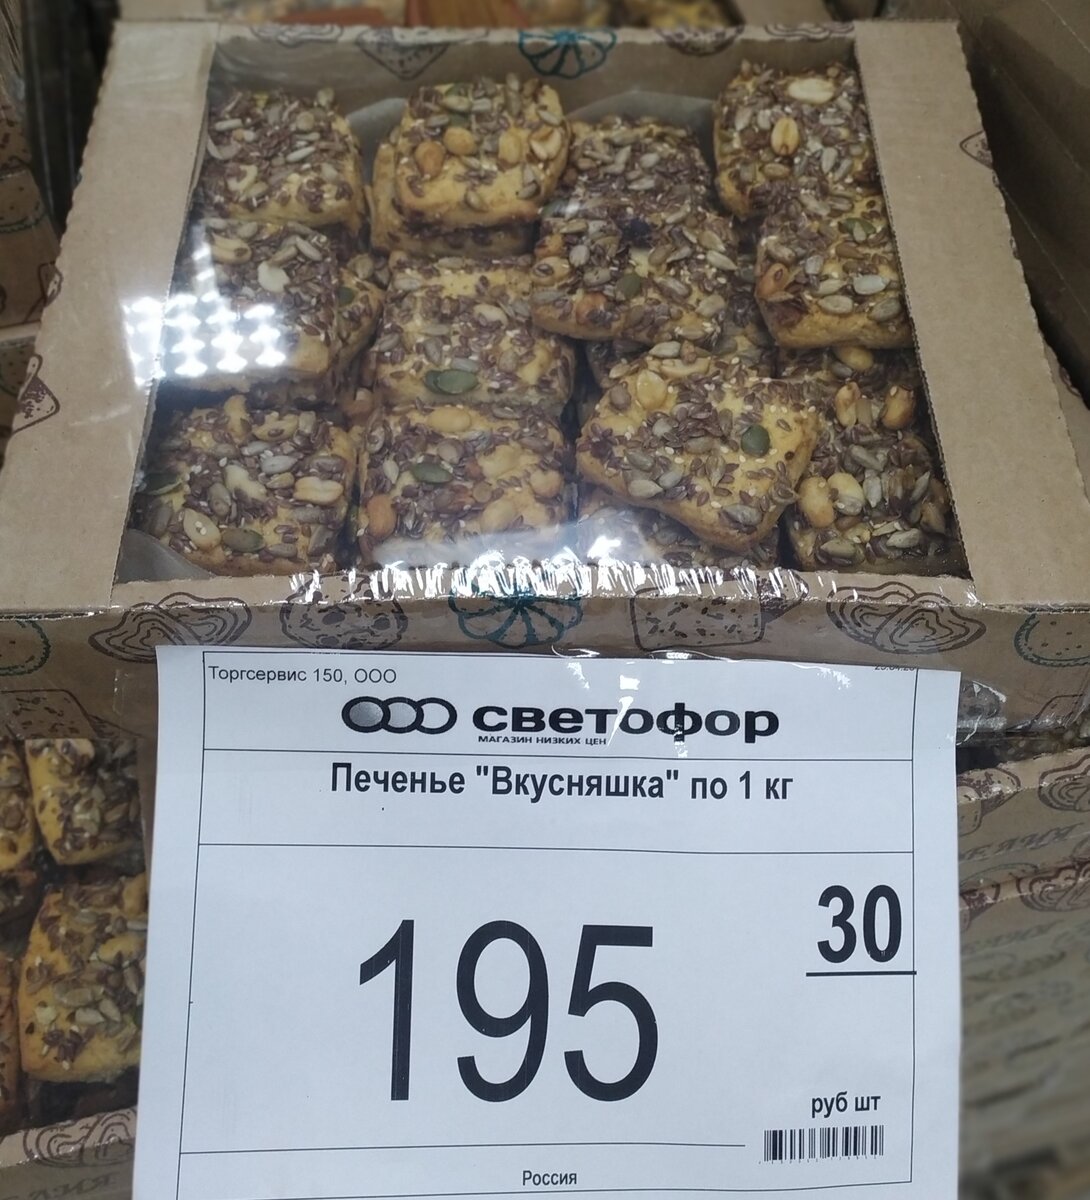 Торгсервис 150, ООО
светофор
МАГАЗИН НИЗКИХ ЦЕН
Печенье "Вкусняшка" по 1 кг
195
30
руб шт
Россия